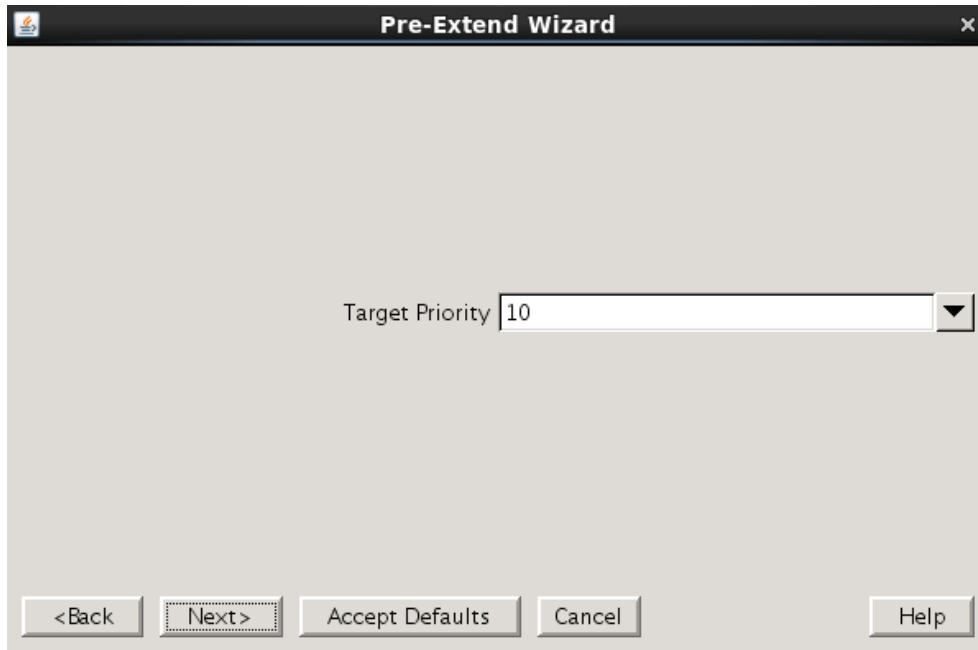 Pre-Extend Wizard
Target Priority 10
<Back Next> Accept Defaults Cancel Help